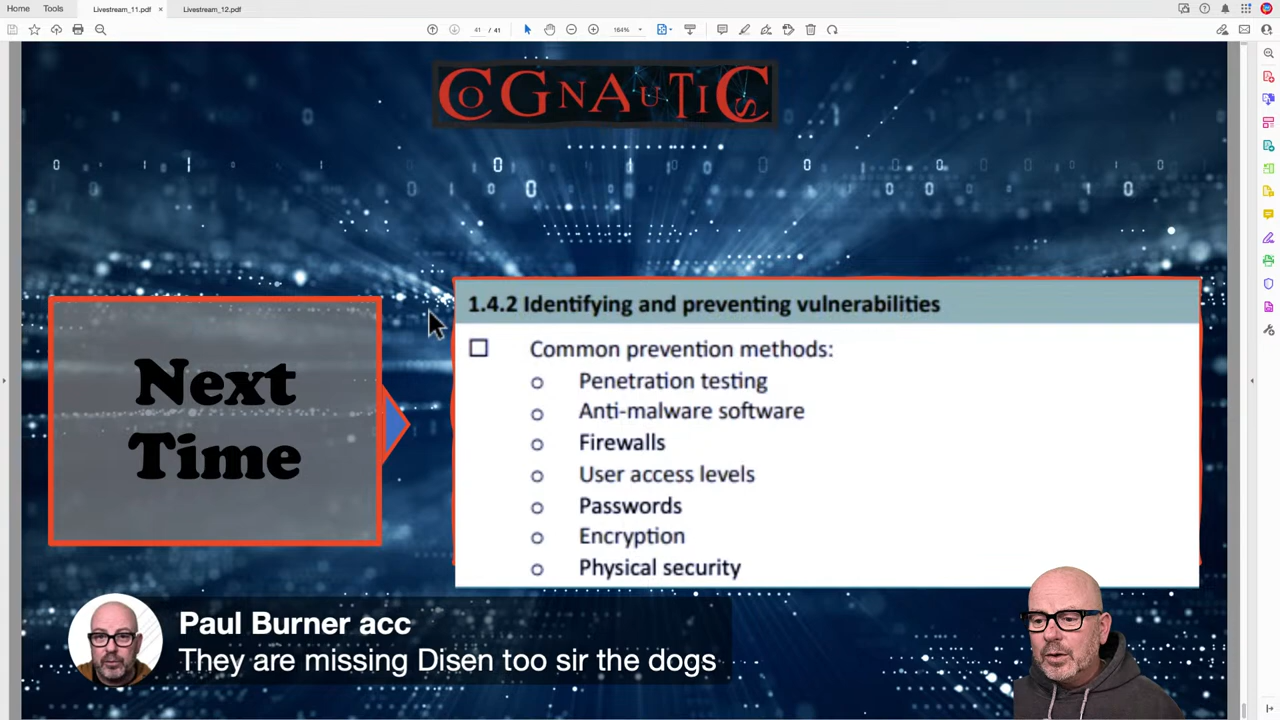 Home Tools Livestream_11.pdf × Livestream_12.pdf
41 / 41 164%
COGNAUTICS
Next
Time
1.4.2 Identifying and preventing vulnerabilities
Common prevention methods:
Penetration testing
Anti-malware software
Firewalls
User access levels
Passwords
Encryption
Physical security
Paul Burner acc
They are missing Disen too sir the dogs